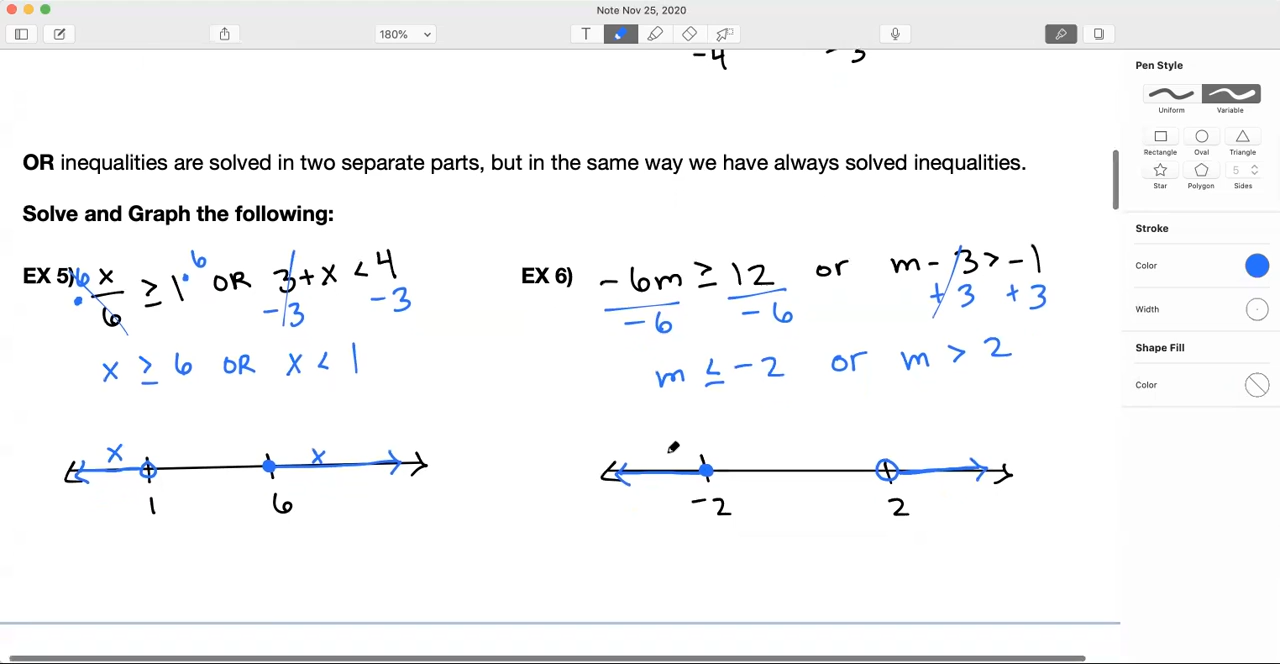 Note Nov 25, 2020
180%
T
-4 -3
OR inequalities are solved in two separate parts, but in the same way we have always solved inequalities.
Solve and Graph the following:
EX 5) 6 • x/6 ≥ 1 • 6 OR 3 + x < 4
-3 -3
x ≥ 6 OR x < 1
x x
1 6
EX 6) -6m ≥ 12 or m - 3 > -1
-6 -6 +3 +3
m ≤ -2 or m > 2
-2 2
Pen Style
Uniform Variable
Rectangle Oval Triangle
5
Star Polygon Sides
Stroke
Color
Width
Shape Fill
Color